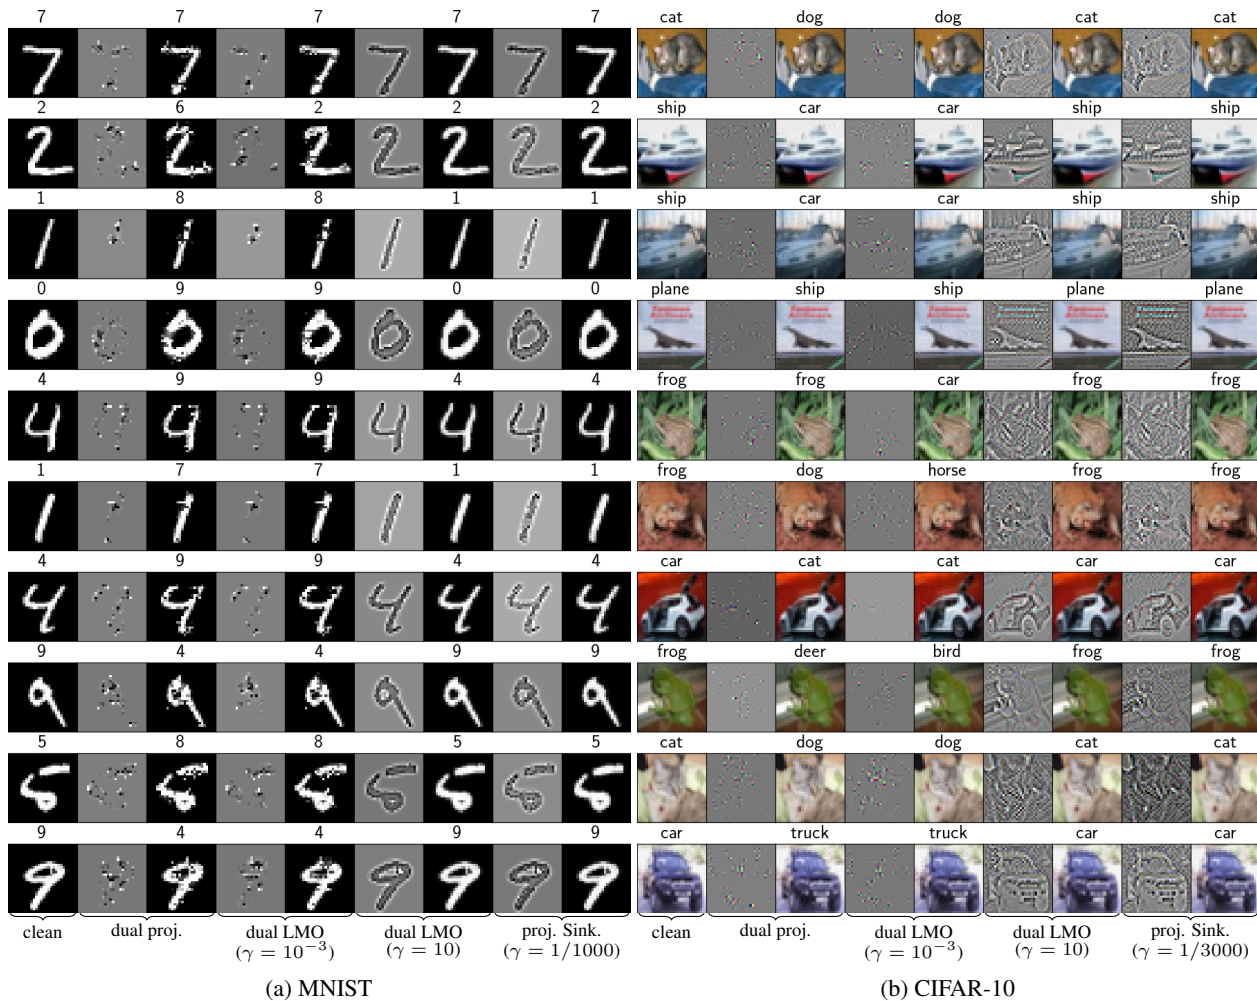 7 7 7 7 7 cat dog dog cat cat
2 6 2 2 2 ship car car ship ship
1 8 8 1 1 ship car car ship ship
0 9 9 0 0 plane ship ship plane plane
4 9 9 4 4 frog frog car frog frog
1 7 7 1 1 frog dog horse frog frog
4 9 9 4 4 car cat cat car car
9 4 4 9 9 frog deer bird frog frog
5 8 8 5 5 cat dog dog cat cat
9 4 4 9 9 car truck truck car car
clean dual proj. dual LMO dual LMO proj. Sink. clean dual proj. dual LMO dual LMO proj. Sink.
(γ = 10⁻³) (γ = 10) (γ = 1/1000) (γ = 10⁻³) (γ = 10) (γ = 1/3000)
(a) MNIST (b) CIFAR-10